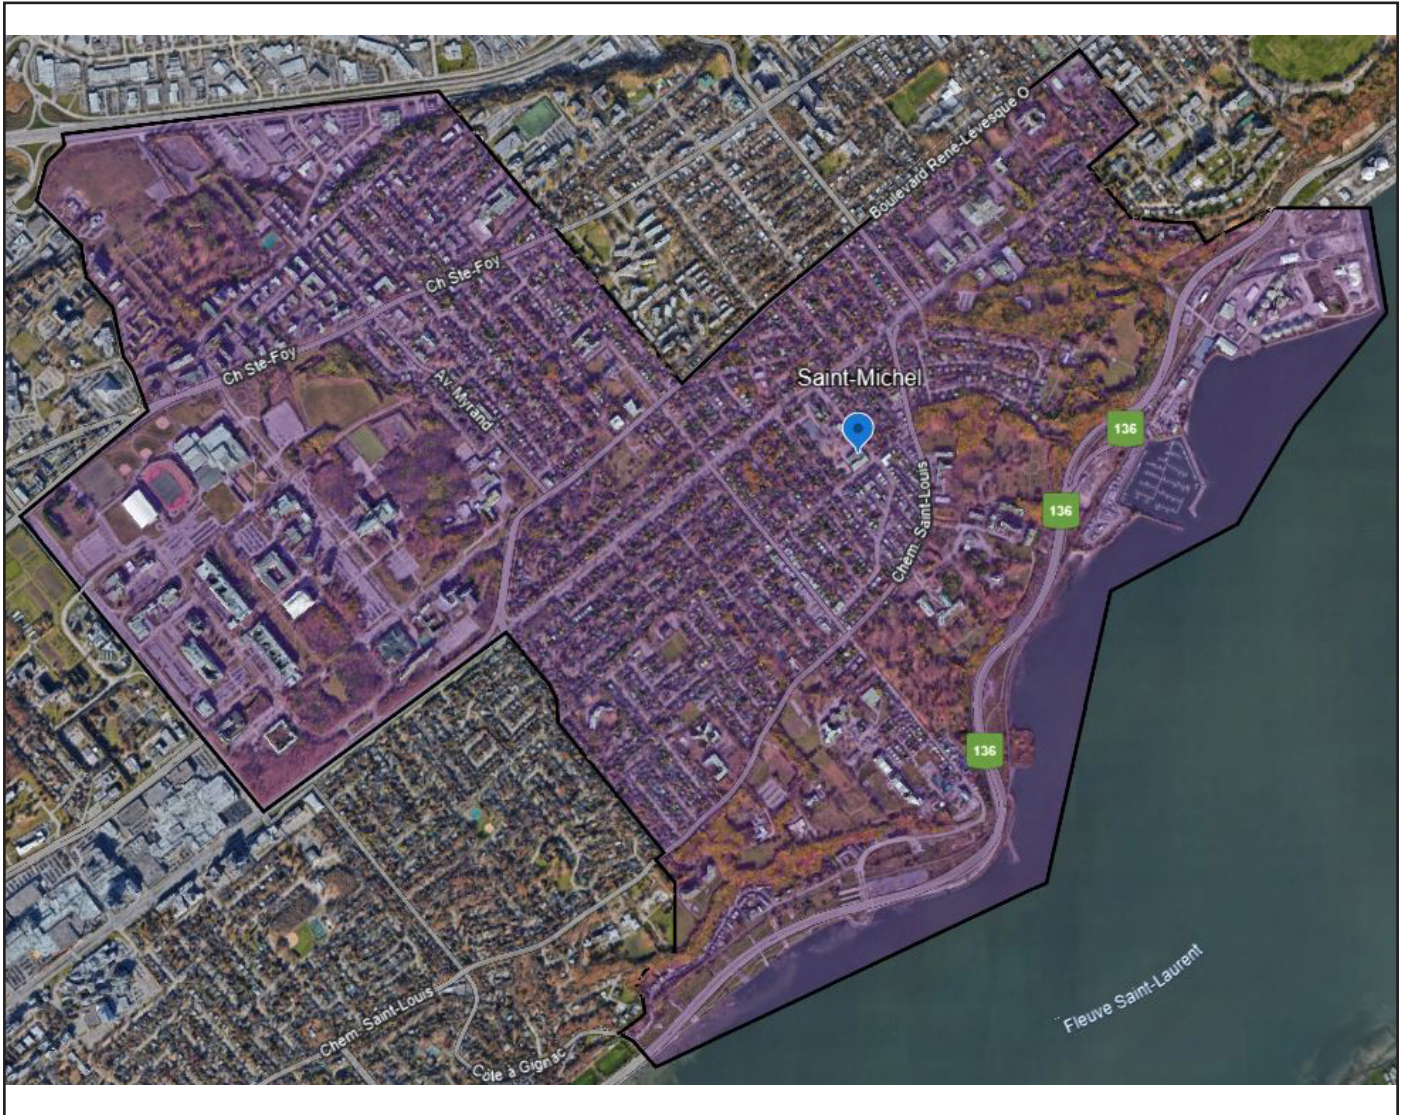 Boulevard René-Lévesque O
Ch Ste-Foy
Ch Ste-Foy
Av Myrand
Saint-Michel
136
136
Chem. Saint-Louis
136
Fleuve Saint-Laurent
Chem. Saint-Louis
Côte à Gignac